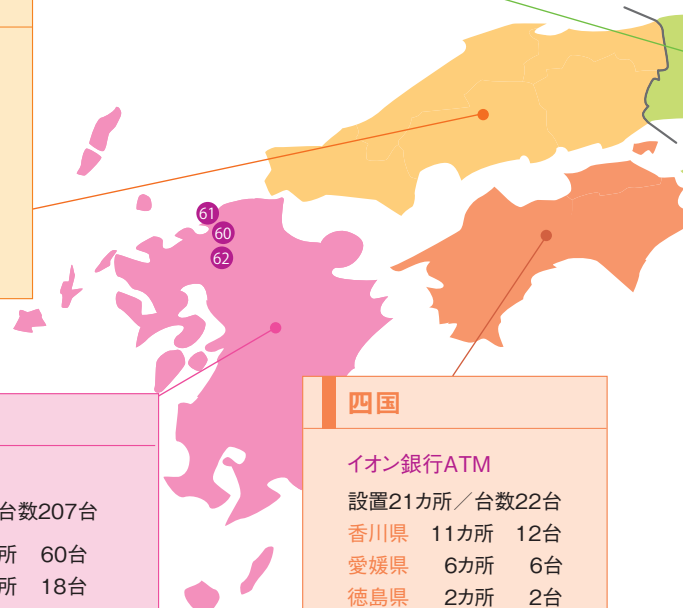 61
60
62
四国
イオン銀行ATM
設置21カ所／台数22台
香川県 11カ所 12台
愛媛県 6カ所 6台
徳島県 2カ所 2台
台数207台
所 60台
所 18台